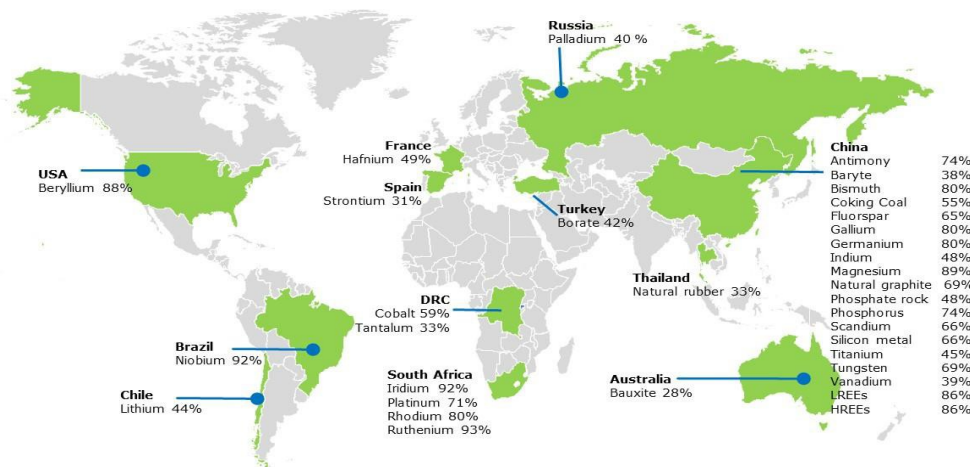 Russia
Palladium 40 %
France
Hafnium 49%
USA
Beryllium 88%
Spain
Strontium 31%
Turkey
Borate 42%
China
Antimony 74%
Baryte 38%
Bismuth 80%
Coking Coal 55%
Fluorspar 65%
Gallium 80%
Germanium 80%
Indium 48%
Magnesium 89%
Natural graphite 69%
Phosphate rock 48%
Phosphorus 74%
Scandium 66%
Silicon metal 66%
Titanium 45%
Tungsten 69%
Vanadium 39%
LREEs 86%
HREEs 86%
Thailand
Natural rubber 33%
DRC
Cobalt 59%
Tantalum 33%
Brazil
Niobium 92%
South Africa
Iridium 92%
Platinum 71%
Rhodium 80%
Ruthenium 93%
Australia
Bauxite 28%
Chile
Lithium 44%